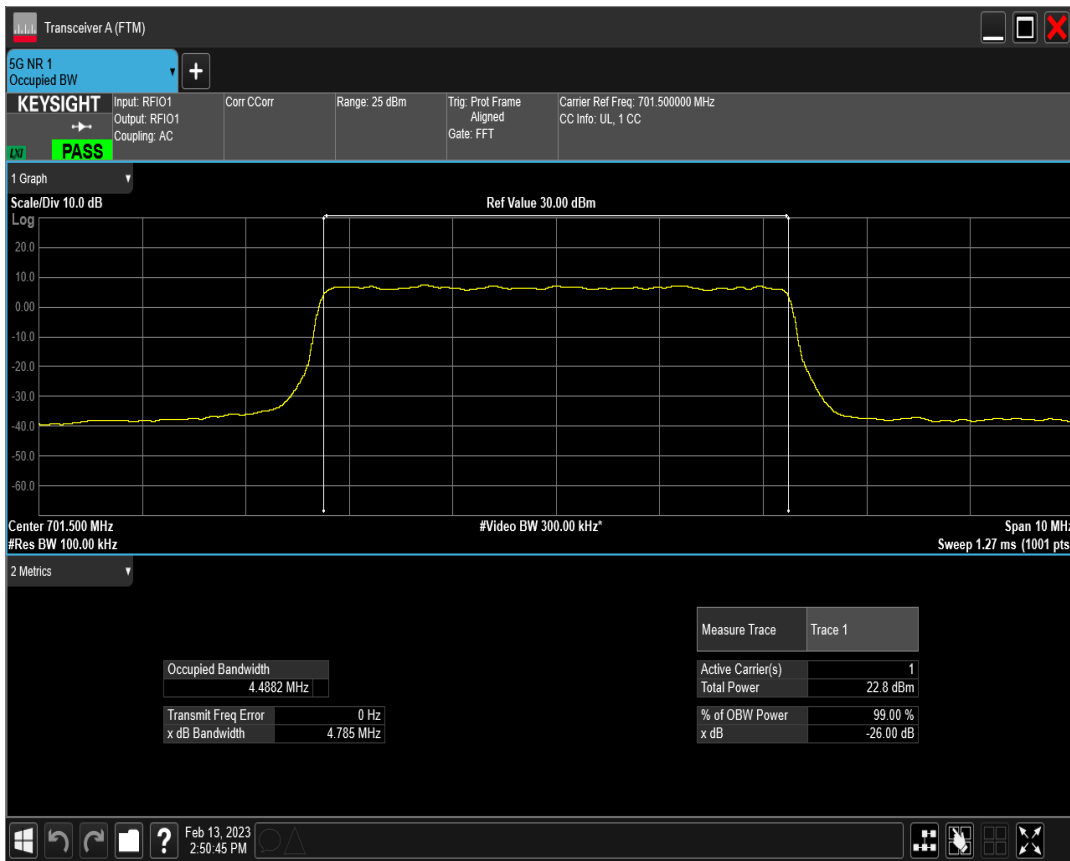 Transceiver A (FTM)
5G NR 1
Occupied BW
+
KEYSIGHT
LXI
PASS
Input: RFIO1
Output: RFIO1
Coupling: AC
Corr CCorr
Range: 25 dBm
Trig: Prot Frame
Aligned
Gate: FFT
Carrier Ref Freq: 701.500000 MHz
CC Info: UL, 1 CC
1 Graph
Scale/Div 10.0 dB
Ref Value 30.00 dBm
Log
20.0
10.0
0.00
-10.0
-20.0
-30.0
-40.0
-50.0
-60.0
Center 701.500 MHz
#Video BW 300.00 kHz*
Span 10 MHz
#Res BW 100.00 kHz
Sweep 1.27 ms (1001 pts
2 Metrics
Measure Trace Trace 1
Occupied Bandwidth
4.4882 MHz
Active Carrier(s) 1
Total Power 22.8 dBm
Transmit Freq Error 0 Hz
x dB Bandwidth 4.785 MHz
% of OBW Power 99.00 %
x dB -26.00 dB
?
Feb 13, 2023
2:50:45 PM